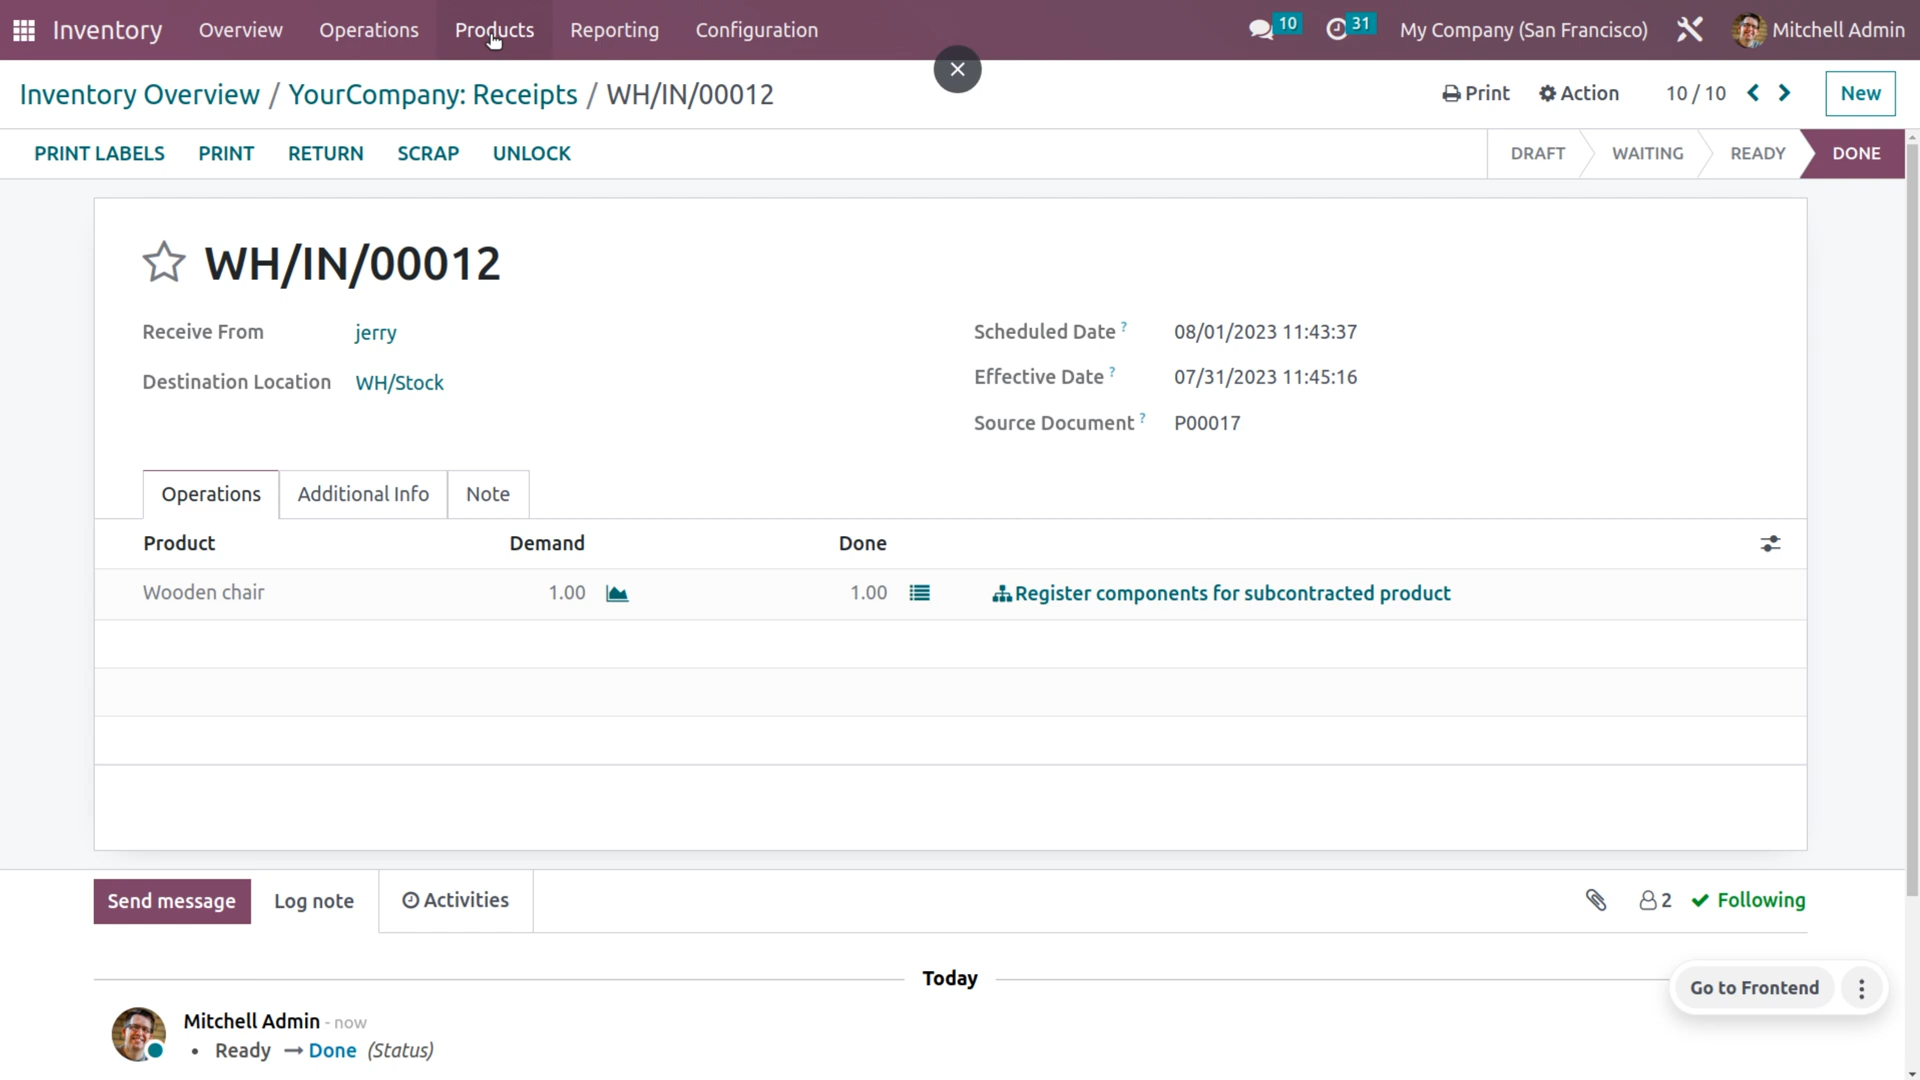 Inventory Overview Operations Products Reporting Configuration 10 31 My Company (San Francisco) Mitchell Admin
Inventory Overview / YourCompany: Receipts / WH/IN/00012 Print Action 10 / 10 New
PRINT LABELS PRINT RETURN SCRAP UNLOCK DRAFT WAITING READY DONE
WH/IN/00012
Receive From jerry Scheduled Date ? 08/01/2023 11:43:37
Destination Location WH/Stock Effective Date ? 07/31/2023 11:45:16
Source Document ? P00017
Operations Additional Info Note
Product Demand Done
Wooden chair 1.00 1.00 Register components for subcontracted product
Send message Log note Activities 2 Following
Today
Go to Frontend
Mitchell Admin - now
• Ready → Done (Status)